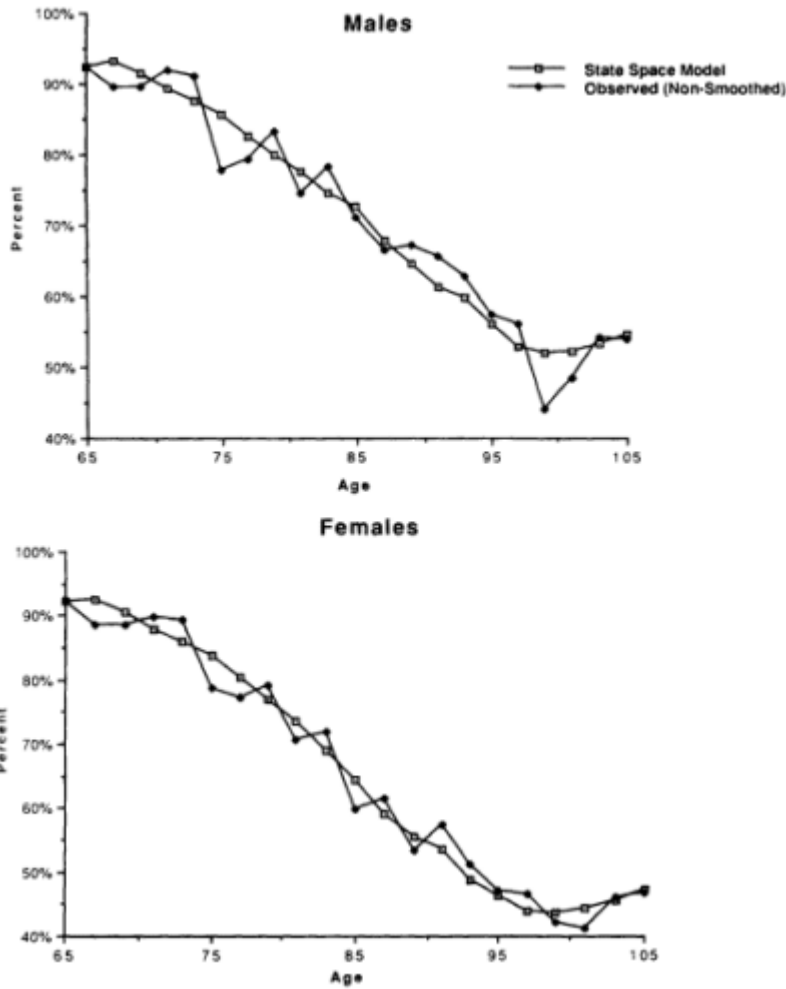 Males
100%
90%
80%
70%
60%
50%
40%
Percent
65 75 85 95 105
Age
State Space Model
Observed (Non-Smoothed)
Females
100%
90%
80%
70%
60%
50%
40%
Percent
65 75 85 95 105
Age